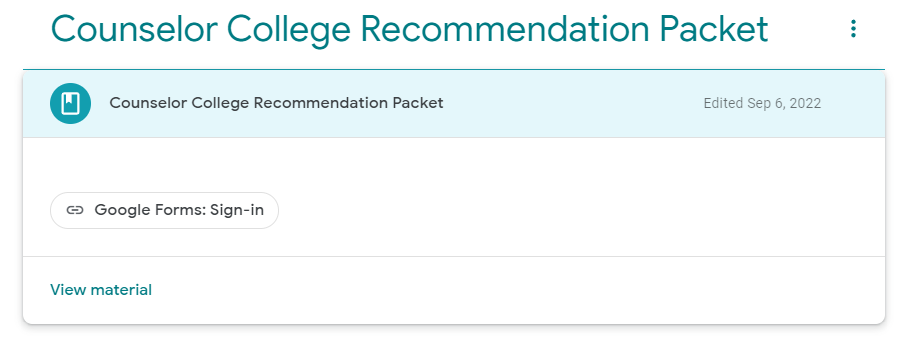 Counselor College Recommendation Packet
Counselor College Recommendation Packet
Edited Sep 6, 2022
Google Forms: Sign-in
View material